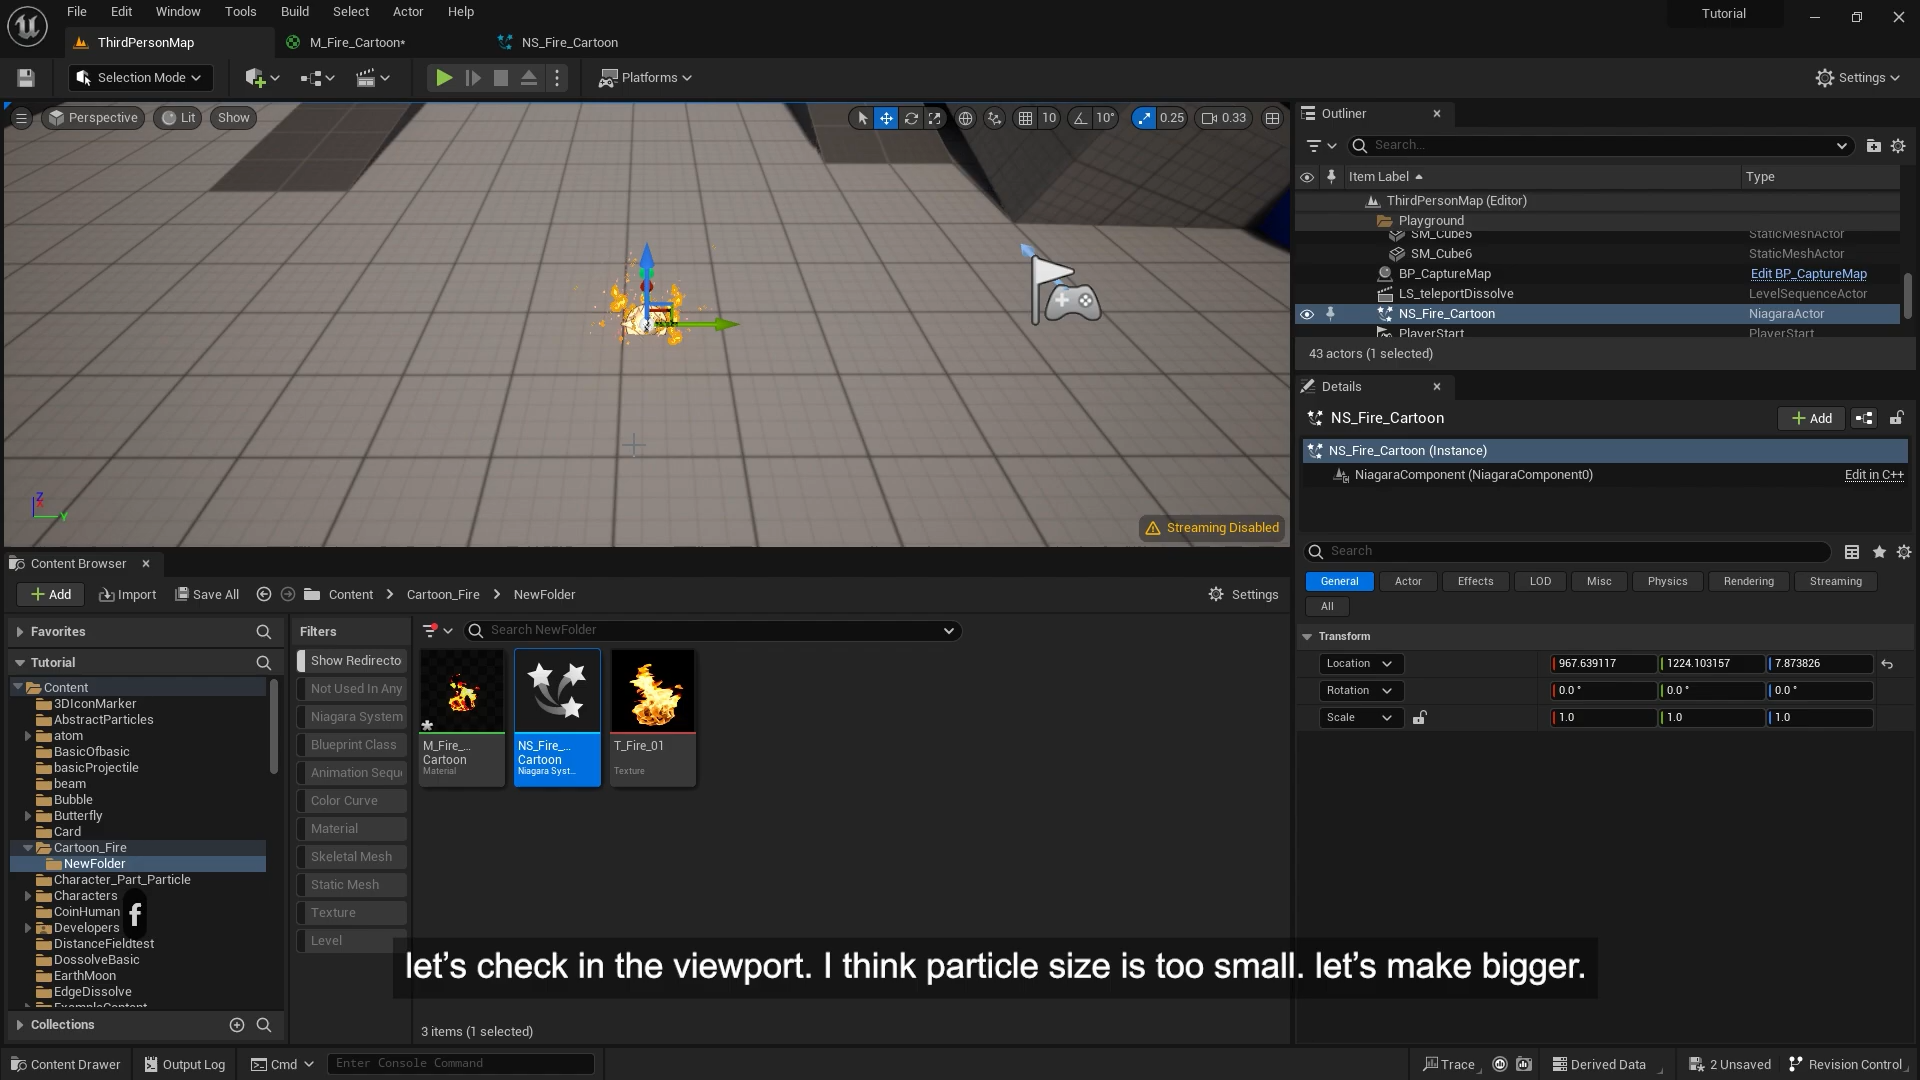 File Edit Window Tools Build Select Actor Help
Tutorial
ThirdPersonMap
M_Fire_Cartoon*
NS_Fire_Cartoon
Selection Mode
Platforms
Settings
Perspective
Lit
Show
10
10°
0.25
0.33
Streaming Disabled
Outliner
Search...
Item Label
Type
ThirdPersonMap (Editor)
Playground
SM_Cube5 StaticMeshActor
SM_Cube6 StaticMeshActor
BP_CaptureMap Edit BP_CaptureMap
LS_teleportDissolve LevelSequenceActor
NS_Fire_Cartoon NiagaraActor
PlayerStart PlayerStart
43 actors (1 selected)
Details
NS_Fire_Cartoon
Add
NS_Fire_Cartoon (Instance)
NiagaraComponent (NiagaraComponent0) Edit in C++
Search
General Actor Effects LOD Misc Physics Rendering Streaming
All
Transform
Location 967.639117 1224.103157 7.873826
Rotation 0.0 ° 0.0 ° 0.0 °
Scale 1.0 1.0 1.0
Z
Y
Content Browser
Add Import Save All Content Cartoon_Fire NewFolder Settings
Favorites
Tutorial
Content
3DIconMarker
AbstractParticles
atom
BasicOfbasic
basicProjectile
beam
Bubble
Butterfly
Card
Cartoon_Fire
NewFolder
Character_Part_Particle
Characters
CoinHuman
Developers
DistanceFieldtest
DossolveBasic
EarthMoon
EdgeDissolve
ExampleContent
Collections
f
Filters
Show Redirecto
Not Used In Any
Niagara System
Blueprint Class
Animation Sequ
Color Curve
Material
Skeletal Mesh
Static Mesh
Texture
Level
Search NewFolder
M_Fire_...
Cartoon
Material
NS_Fire_...
Cartoon
Niagara Syst...
T_Fire_01
Texture
let's check in the viewport. I think particle size is too small. let's make bigger.
3 items (1 selected)
Content Drawer Output Log Cmd Enter Console Command Trace Derived Data 2 Unsaved Revision Control